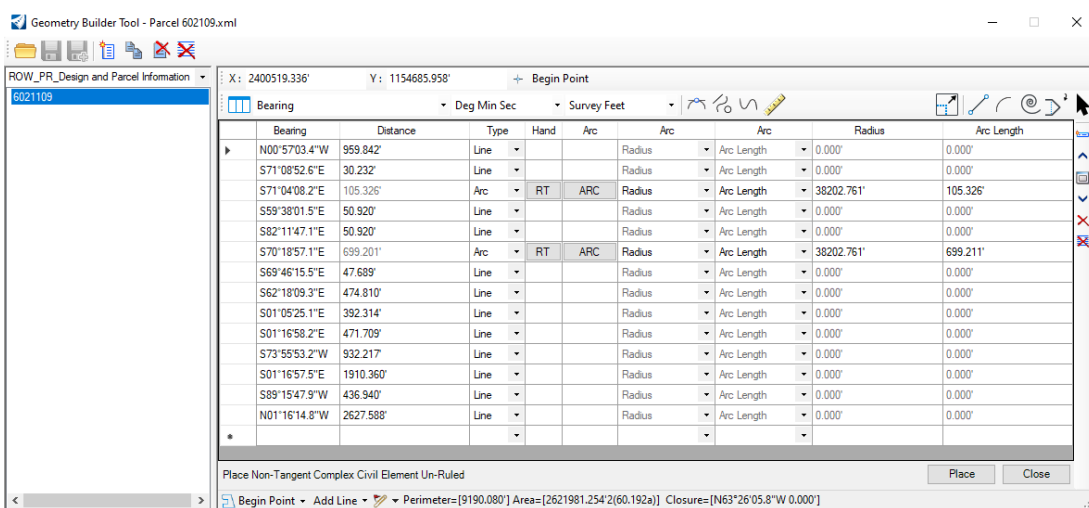 Geometry Builder Tool - Parcel 602109.xml
ROW_PR_Design and Parcel Infomation
6021109
X: 2400519.336' Y: 1154685.958' Begin Point
Bearing Deg Min Sec Survey Feet
Bearing Distance Type Hand Arc Arc Arc Radius Arc Length
N00°57'03.4"W 959.842' Line Radius Arc Length 0.000' 0.000'
S71°08'52.6"E 30.232' Line Radius Arc Length 0.000' 0.000'
S71°04'08.2"E 105.326' Arc RT ARC Radius Arc Length 38202.761' 105.326'
S59°38'01.5"E 50.920' Line Radius Arc Length 0.000' 0.000'
S82°11'47.1"E 50.920' Line Radius Arc Length 0.000' 0.000'
S70°18'57.1"E 699.201' Arc RT ARC Radius Arc Length 38202.761' 699.211'
S69°46'15.5"E 47.689' Line Radius Arc Length 0.000' 0.000'
S62°18'09.3"E 474.810' Line Radius Arc Length 0.000' 0.000'
S01°05'25.1"E 392.314' Line Radius Arc Length 0.000' 0.000'
S01°16'58.2"E 471.709' Line Radius Arc Length 0.000' 0.000'
S73°55'53.2"W 932.217' Line Radius Arc Length 0.000' 0.000'
S01°16'57.5"E 1910.360' Line Radius Arc Length 0.000' 0.000'
S89°15'47.9"W 436.940' Line Radius Arc Length 0.000' 0.000'
N01°16'14.8"W 2627.588' Line Radius Arc Length 0.000' 0.000'
Place Non-Tangent Complex Civil Element Un-Ruled Place Close
Begin Point Add Line Perimeter=[9190.080'] Area=[2621981.254'2(60.192a)] Closure=[N63°26'05.8"W 0.000']